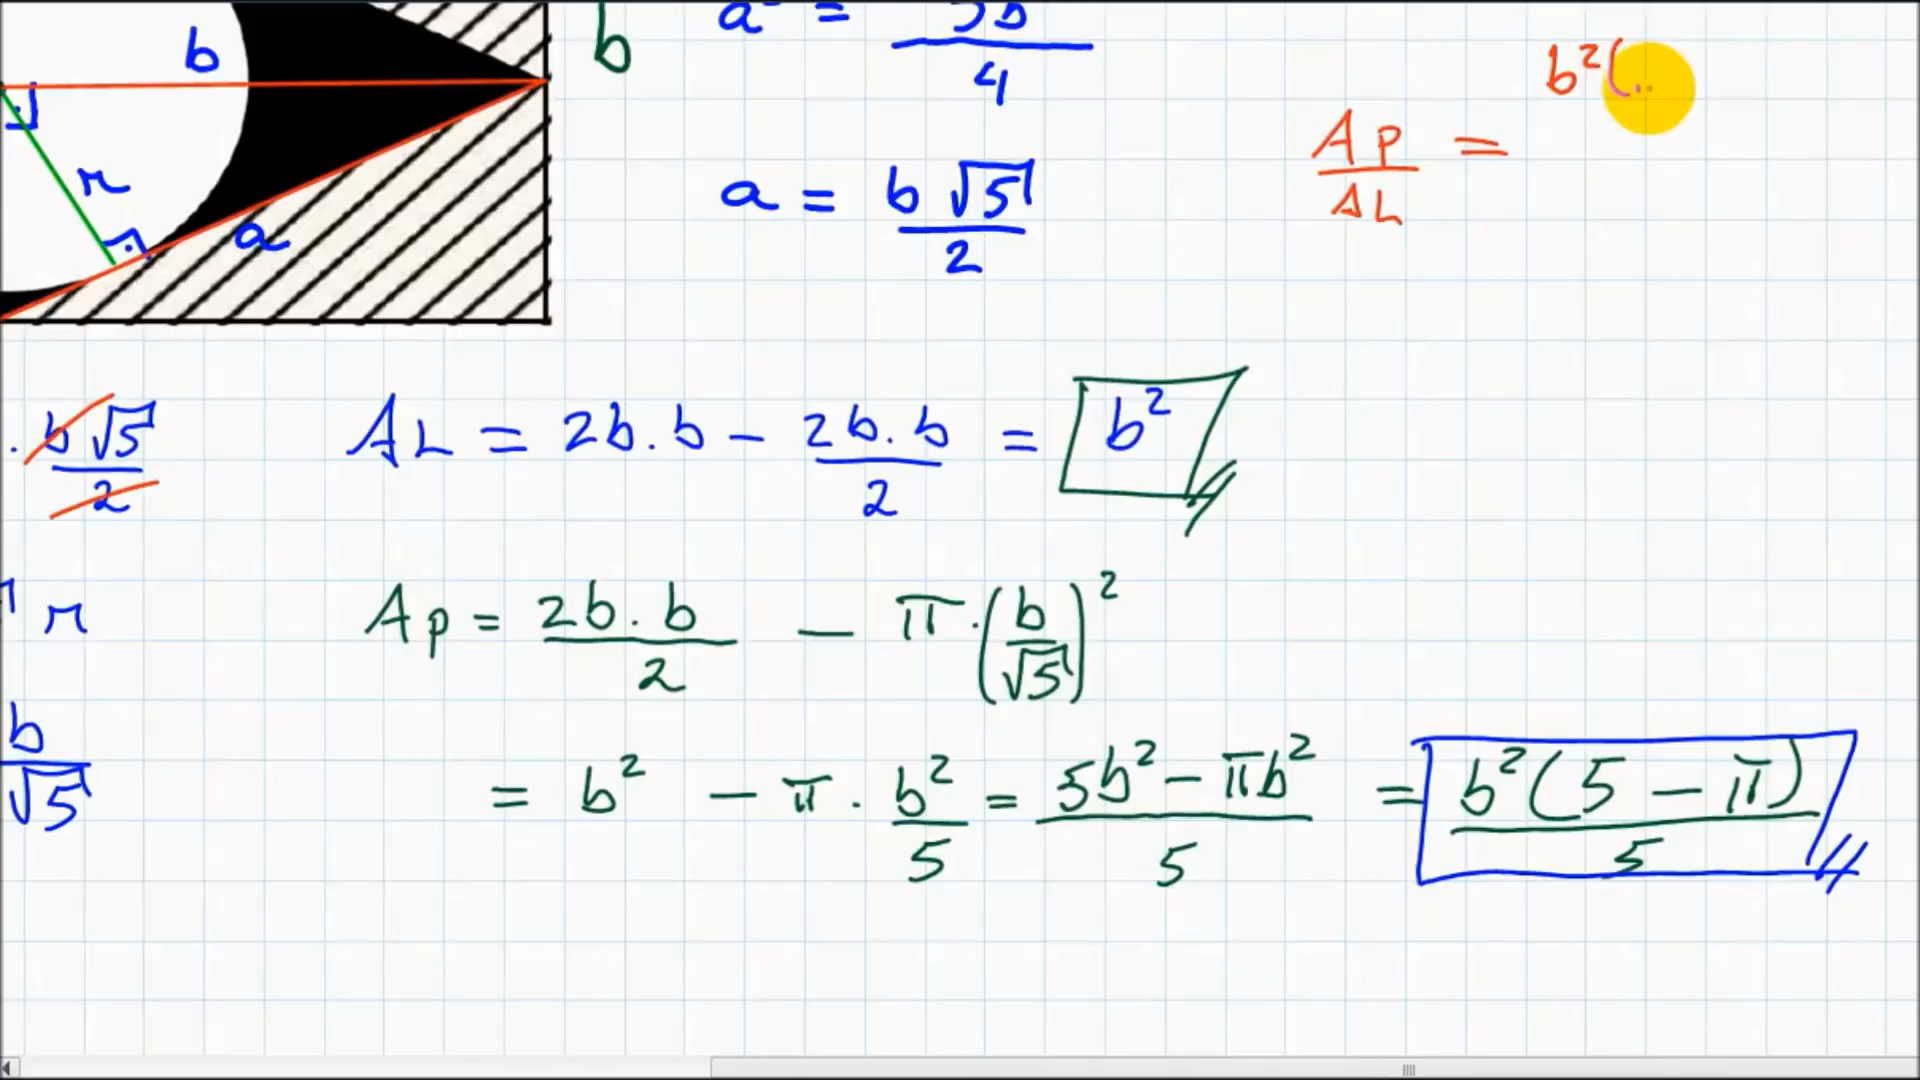 b
r
a
b
a² = 5b / 4
a = b√5 / 2
Ap / AL = b²(..
. b√5 / 2
AL = 2b.b - 2b.b / 2 = b²
r
Ap = 2b.b / 2 - π.(b / √5)²
b / √5
= b² - π . b² / 5 = 5b² - πb² / 5 = b²(5 - π) / 5